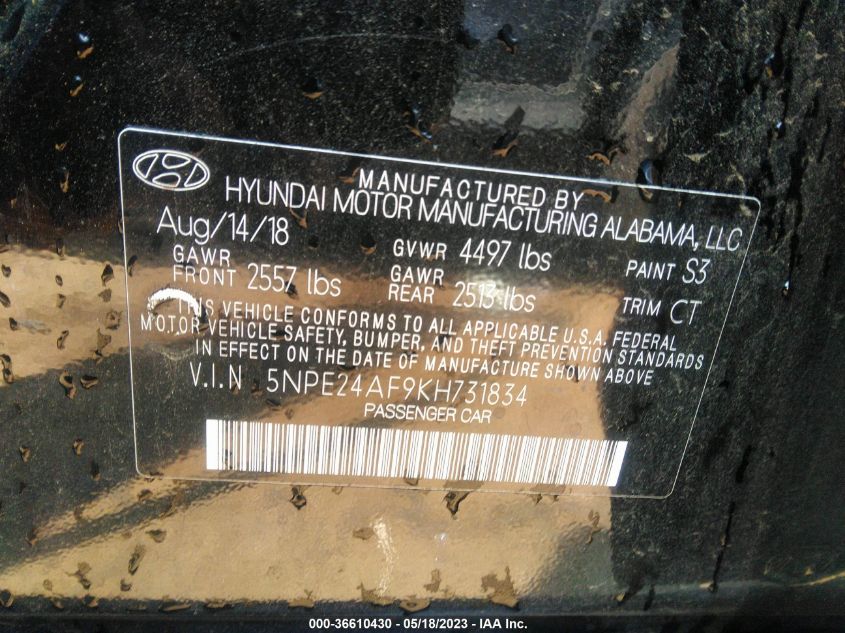 MANUFACTURED BY
HYUNDAI MOTOR MANUFACTURING ALABAMA, LLC
Aug/14/18 GVWR 4497 lbs PAINT S3
GAWR FRONT 2557 lbs GAWR REAR 2513 lbs TRIM CT
THIS VEHICLE CONFORMS TO ALL APPLICABLE U.S.A. FEDERAL
MOTOR VEHICLE SAFETY, BUMPER, AND THEFT PREVENTION STANDARDS
IN EFFECT ON THE DATE OF MANUFACTURE SHOWN ABOVE
V.I.N 5NPE24AF9KH731834
PASSENGER CAR
000-36610430 - 05/18/2023 - IAA Inc.